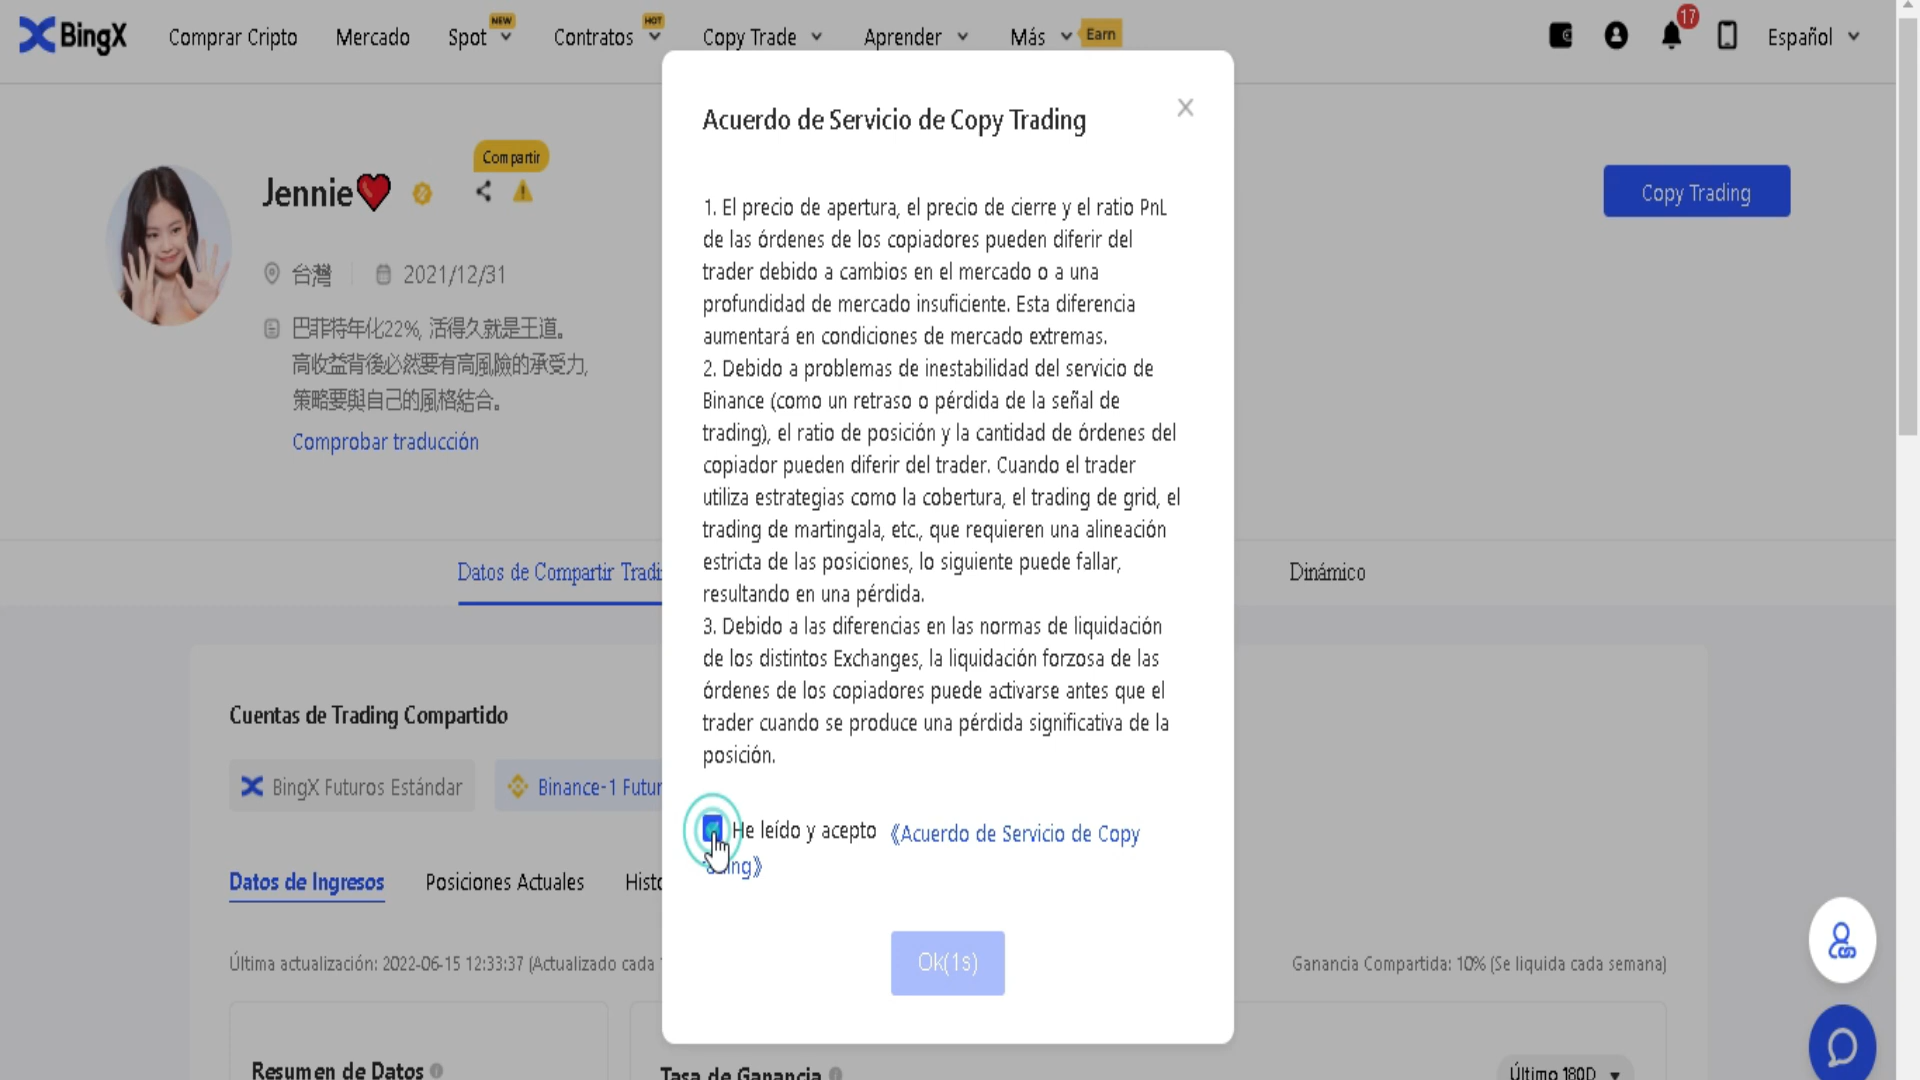 BingX
Comprar Cripto
Mercado
Spot
NEW
Contratos
HOT
Copy Trade
Aprender
Más
Earn
17
Español
Acuerdo de Servicio de Copy Trading
Compartir
Jennie
Copy Trading
台灣
2021/12/31
巴菲特年化22%, 活得久就是王道。
高收益背後必然要有高風險的承受力,
策略要與自己的風格結合。
Comprobar traducción
1. El precio de apertura, el precio de cierre y el ratio PnL
de las órdenes de los copiadores pueden diferir del
trader debido a cambios en el mercado o a una
profundidad de mercado insuficiente. Esta diferencia
aumentará en condiciones de mercado extremas.
2. Debido a problemas de inestabilidad del servicio de
Binance (como un retraso o pérdida de la señal de
trading), el ratio de posición y la cantidad de órdenes del
copiador pueden diferir del trader. Cuando el trader
utiliza estrategias como la cobertura, el trading de grid, el
trading de martingala, etc., que requieren una alineación
estricta de las posiciones, lo siguiente puede fallar,
resultando en una pérdida.
3. Debido a las diferencias en las normas de liquidación
de los distintos Exchanges, la liquidación forzosa de las
órdenes de los copiadores puede activarse antes que el
trader cuando se produce una pérdida significativa de la
posición.
He leído y acepto 《Acuerdo de Servicio de Copy
ing》
Ok(1s)
Datos de Compartir Tradi
Dinámico
Cuentas de Trading Compartido
BingX Futuros Estándar
Binance-1 Futur
Datos de Ingresos
Posiciones Actuales
Histo
Última actualización: 2022-06-15 12:33:37 (Actualizado cada
Ganancia Compartida: 10% (Se liquida cada semana)
Resumen de Datos
Tasa de Ganancia
Último 180D